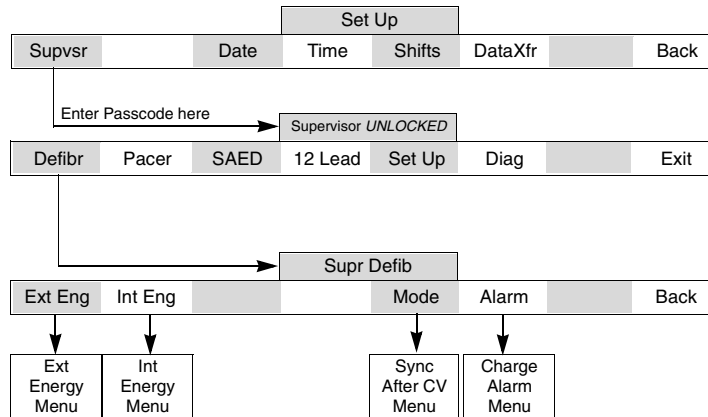 Set Up
Supvsr Date Time Shifts DataXfr Back
Enter Passcode here
Supervisor UNLOCKED
Defibr Pacer SAED 12 Lead Set Up Diag Exit
Supr Defib
Ext Eng Int Eng Mode Alarm Back
Ext Int Sync Charge
Energy Energy After CV Alarm
Menu Menu Menu Menu